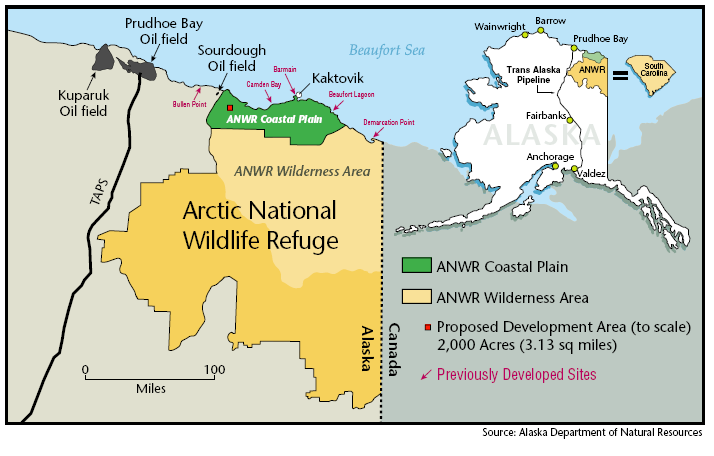 Prudhoe Bay
Oil field
Sourdough
Oil field
Beaufort Sea
Kuparuk
Oil field
Bullen Point
Camden Bay
Barmain
Kaktovik
Beaufort Lagoon
Demarcation Point
ANWR Coastal Plain
ANWR Wilderness Area
TAPS
Arctic National
Wildlife Refuge
Alaska
Canada
0
100
Miles
Wainwright
Barrow
Prudhoe Bay
Trans Alaska
Pipeline
ANWR
=
South
Carolina
Fairbanks
ALASKA
Anchorage
Valdez
ANWR Coastal Plain
ANWR Wilderness Area
Proposed Development Area (to scale)
2,000 Acres (3.13 sq miles)
Previously Developed Sites
Source: Alaska Department of Natural Resources